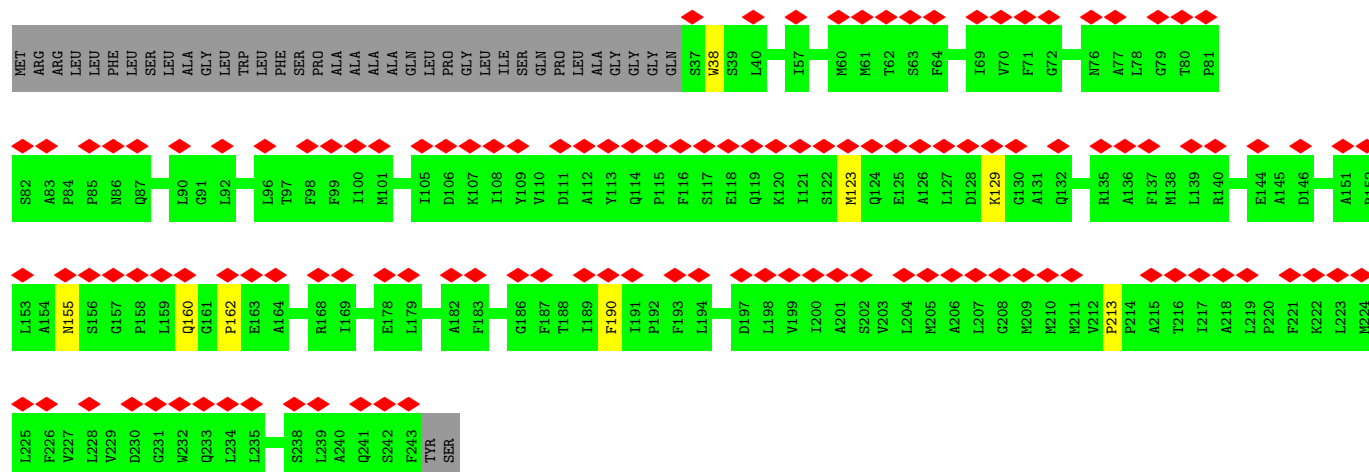 MET ARG ARG LEU LEU PHE LEU SER LEU ALA GLY LEU TRP LEU PHE SER PRO ALA ALA ALA ALA GLN LEU PRO GLY LEU ILE SER GLN PRO LEU ALA GLY GLY GLY GLN S37 W38 S39 L40 I57 M60 M61 T62 S63 F64 I69 V70 F71 G72 N76 A77 L78 G79 T80 P81
S82 A83 P84 P85 N86 Q87 L90 G91 L92 L96 T97 F98 F99 I100 M101 I105 D106 K107 I108 Y109 V110 D111 A112 Y113 Q114 P115 F116 S117 E118 Q119 K120 I121 S122 M123 Q124 E125 A126 L127 D128 K129 G130 A131 Q132 R135 A136 F137 M138 L139 R140 E144 A145 D146 A151
L153 A154 N155 S156 G157 P158 L159 Q160 G161 P162 E163 A164 R168 I169 E178 L179 A182 F183 G186 F187 T188 I189 F190 I191 P192 F193 L194 D197 L198 V199 I200 A201 S202 V203 L204 M205 A206 L207 G208 M209 M210 M211 V212 P213 P214 A215 T216 I217 A218 L219 P220 F221 K222 L223 M224
L225 F226 V227 L228 V229 D230 G231 W232 Q233 L234 L235 S238 L239 A240 Q241 S242 F243 TYR SER